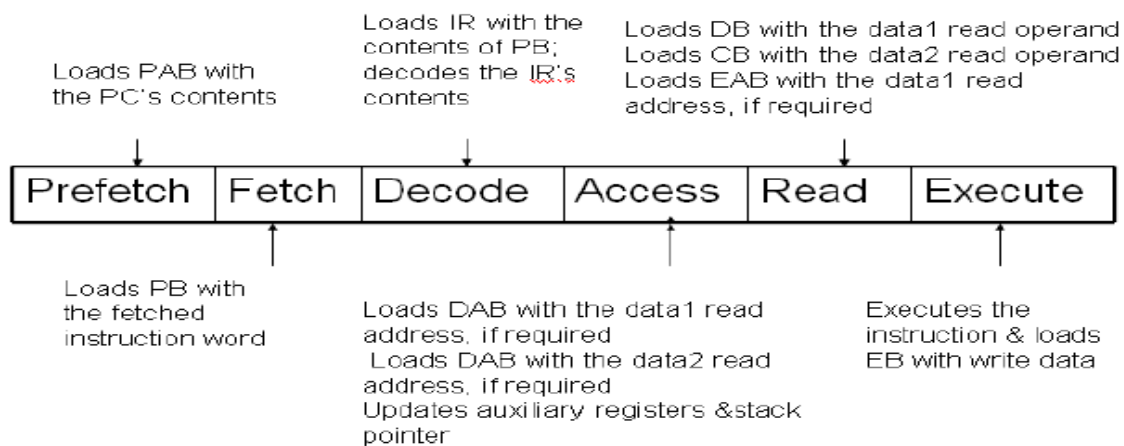 Loads PAB with
the PC's contents
Loads IR with the
contents of PB;
decodes the IR's
contents
Loads DB with the data1 read operand
Loads CB with the data2 read operand
Loads EAB with the data1 read
address, if required
Prefetch
Fetch
Decode
Access
Read
Execute
Loads PB with
the fetched
instruction word
Loads DAB with the data1 read
address, if required
Loads DAB with the data2 read
address, if required
Updates auxiliary registers &stack
pointer
Executes the
instruction & loads
EB with write data